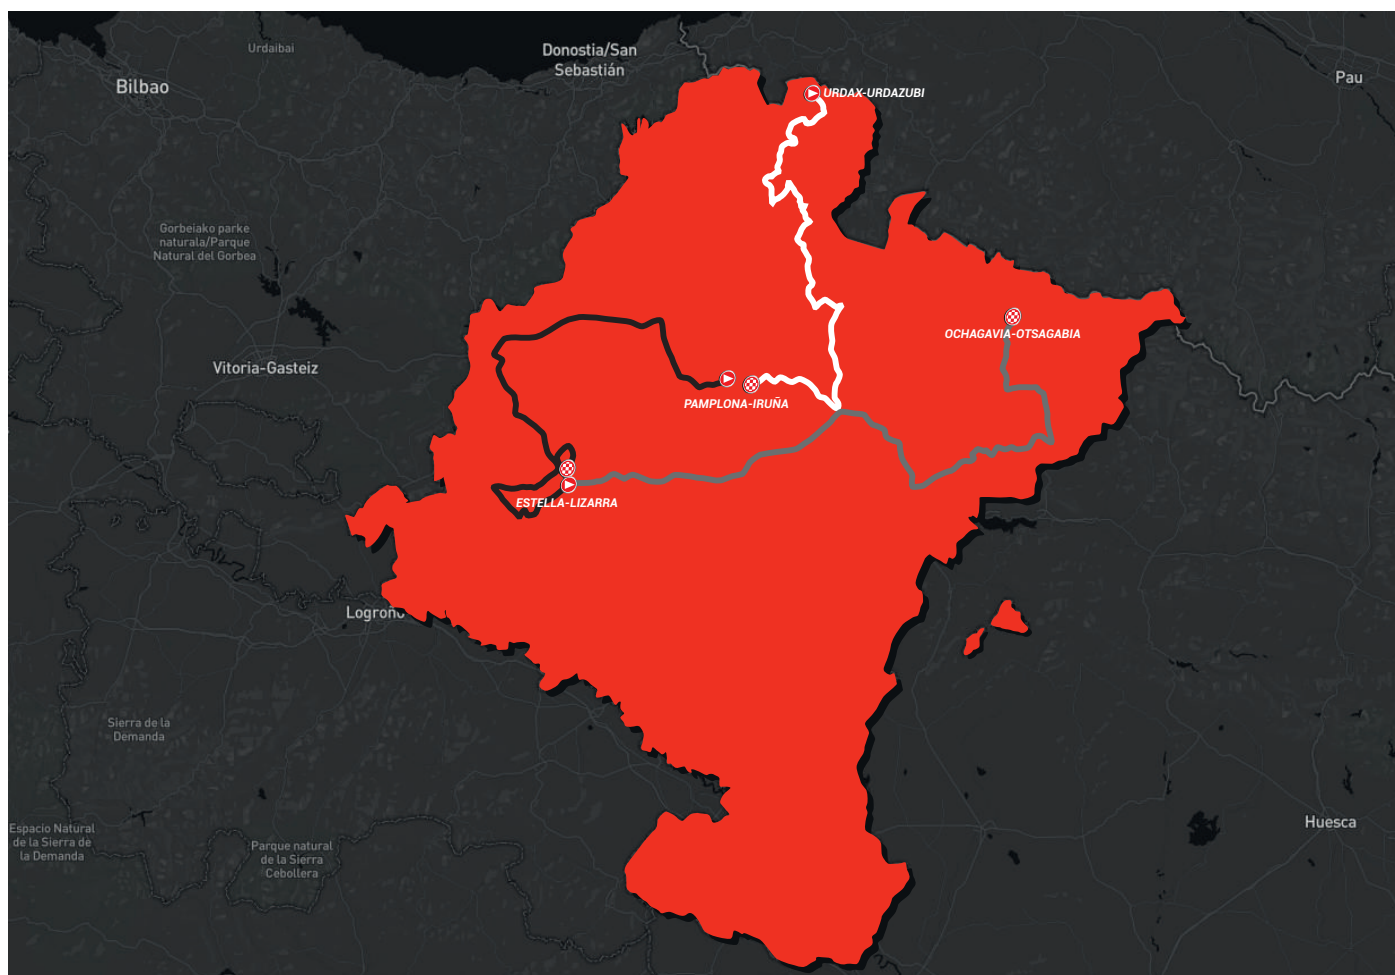 Urdaibai
Donostia/San
Sebastián
Bilbao
Pau
URDAX-URDAZUBI
Gorbeiako parke
naturala/Parque
Natural del Gorbea
OCHAGAVIA-OTSAGABIA
Vitoria-Gasteiz
PAMPLONA-IRUÑA
ESTELLA-LIZARRA
Logroño
Sierra de la
Demanda
Espacio Natural
de la Sierra de
la Demanda
Parque natural
de la Sierra
Cebollera
Huesca